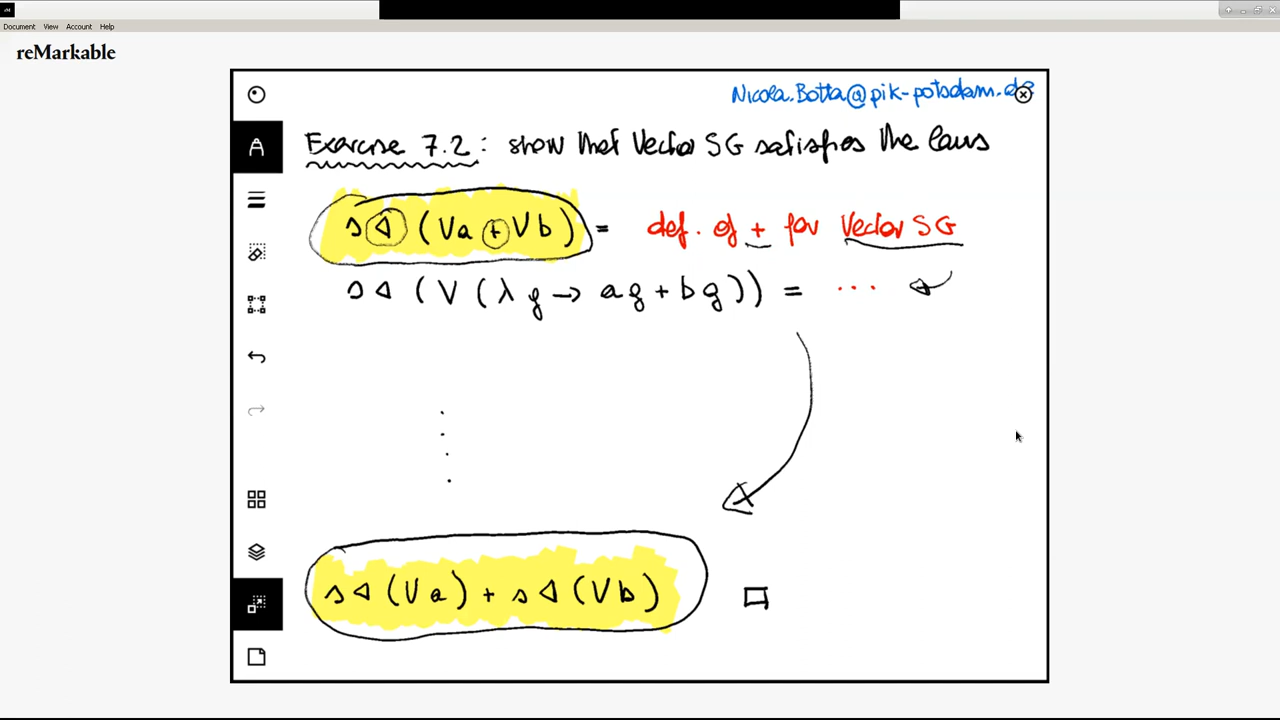 Document View Account Help
reMarkable
Nicola.Botta@pik-potsdam.de
Exercise 7.2: show that Vector SG satisfies the laws
s ◁ (Va + Vb) = def. of + for Vector SG
s ◁ (V (λ g → a g + b g)) = ...
s ◁ (V a) + s ◁ (V b) □